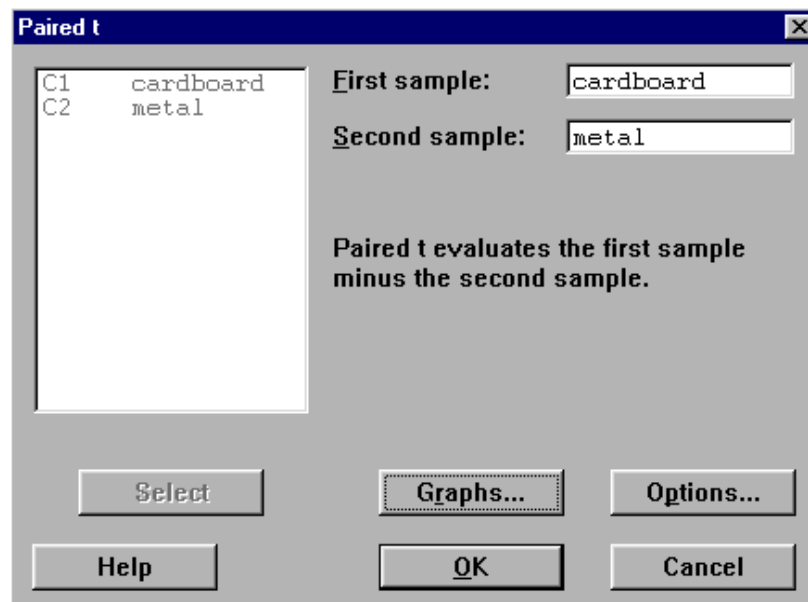 Paired t
C1 cardboard
C2 metal
First sample: cardboard
Second sample: metal
Paired t evaluates the first sample
minus the second sample.
Select
Graphs...
Options...
Help
OK
Cancel